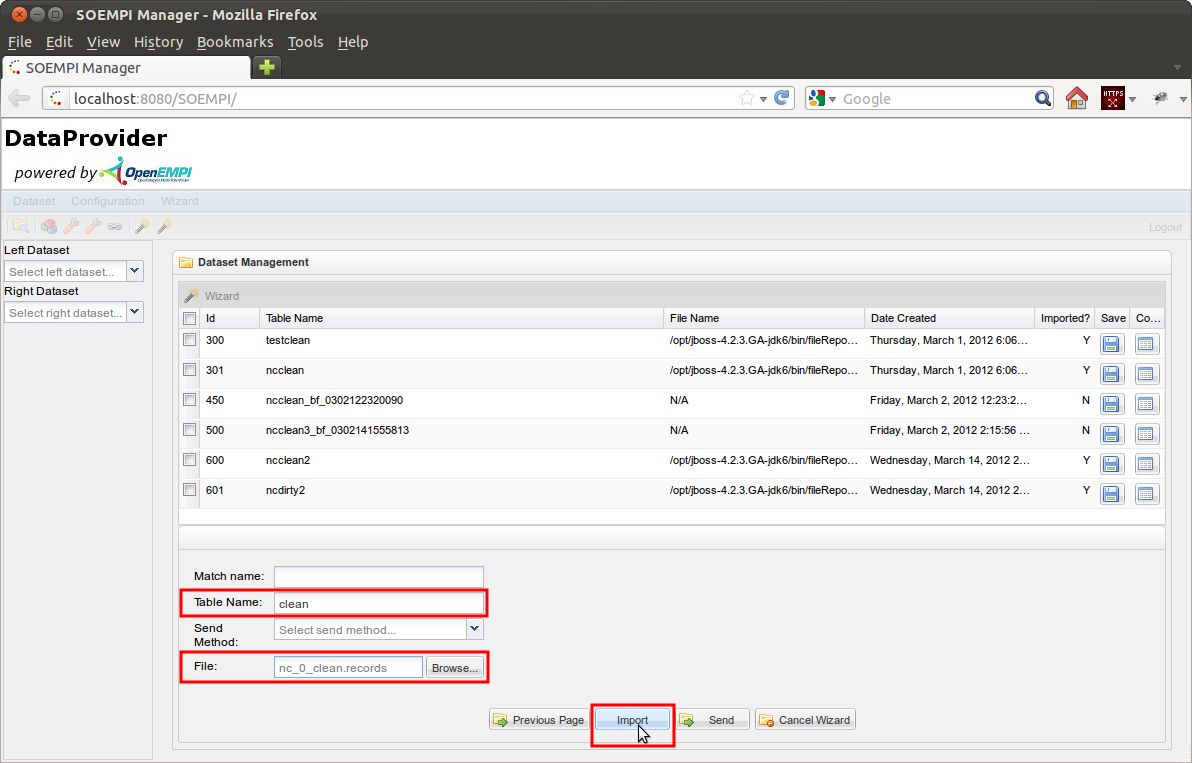 SOEMPI Manager - Mozilla Firefox
File Edit View History Bookmarks Tools Help
SOEMPI Manager
localhost:8080/SOEMPI/ Google HTTPS
DataProvider
powered by OpenEMPI
Dataset Configuration Wizard
Logout
Left Dataset
Select left dataset...
Right Dataset
Select right dataset...
Dataset Management
Wizard
Id Table Name File Name Date Created Imported? Save Co...
300 testclean /opt/jboss-4.2.3.GA-jdk6/bin/fileRepo... Thursday, March 1, 2012 6:06... Y
301 ncclean /opt/jboss-4.2.3.GA-jdk6/bin/fileRepo... Thursday, March 1, 2012 6:06... Y
450 ncclean_bf_0302122320090 N/A Friday, March 2, 2012 12:23:2... N
500 ncclean3_bf_0302141555813 N/A Friday, March 2, 2012 2:15:56 ... N
600 ncclean2 /opt/jboss-4.2.3.GA-jdk6/bin/fileRepo... Wednesday, March 14, 2012 2... Y
601 ncdirty2 /opt/jboss-4.2.3.GA-jdk6/bin/fileRepo... Wednesday, March 14, 2012 2... Y
Match name:
Table Name: clean
Send Method: Select send method...
File: nc_0_clean.records Browse...
Previous Page Import Send Cancel Wizard